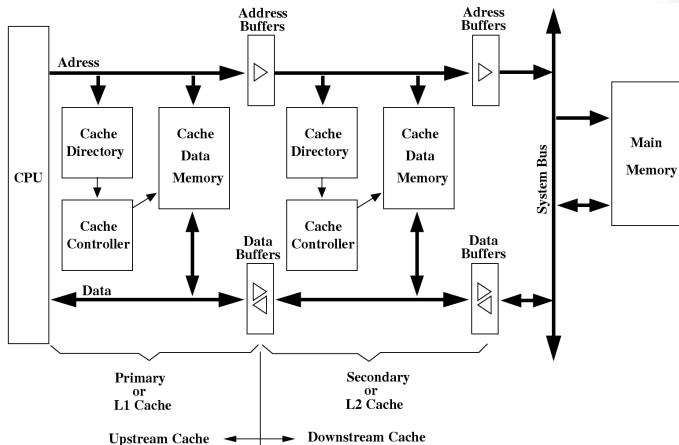 Address
Buffers
Address
Buffers
Adress
Cache
Directory
Cache
Data
Memory
Cache
Directory
Cache
Data
Memory
CPU
Cache
Controller
Cache
Controller
System Bus
Main
Memory
Data
Buffers
Data
Buffers
Data
Primary
or
L1 Cache
Secondary
or
L2 Cache
Upstream Cache
Downstream Cache